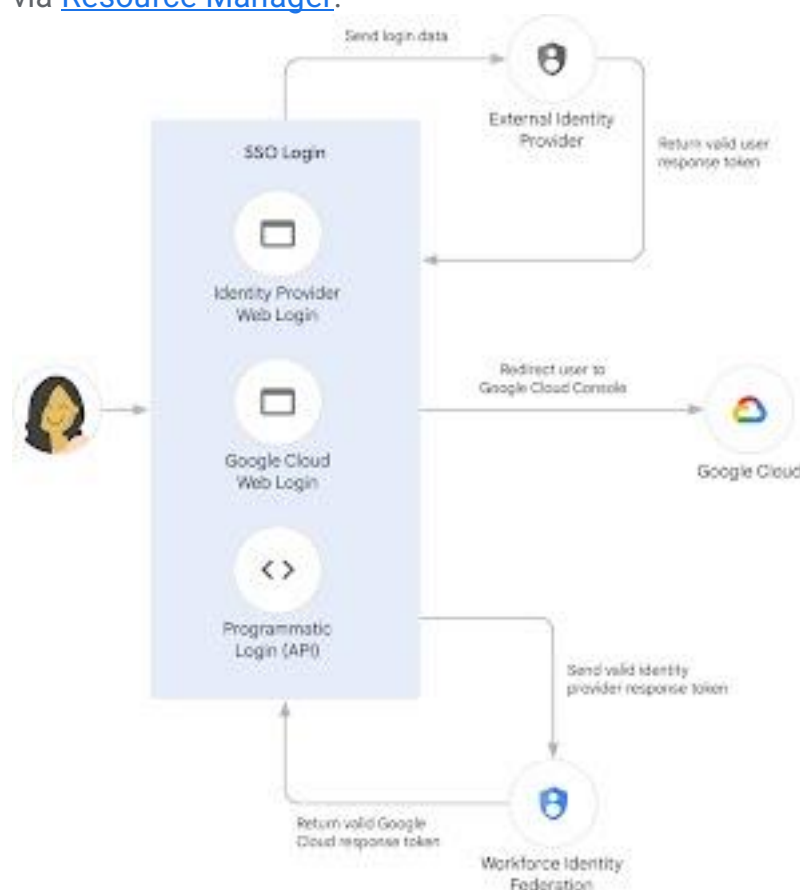 via Resource Manager.
Send login data
External Identity
Provider
SSO Login
Return valid user
response token
Identity Provider
Web Login
Redirect user to
Google Cloud Console
Google Cloud
Google Cloud
Web Login
Programmatic
Login (API)
Send valid identity
provider response token
Return valid Google
Cloud response token
Workforce Identity
Federation